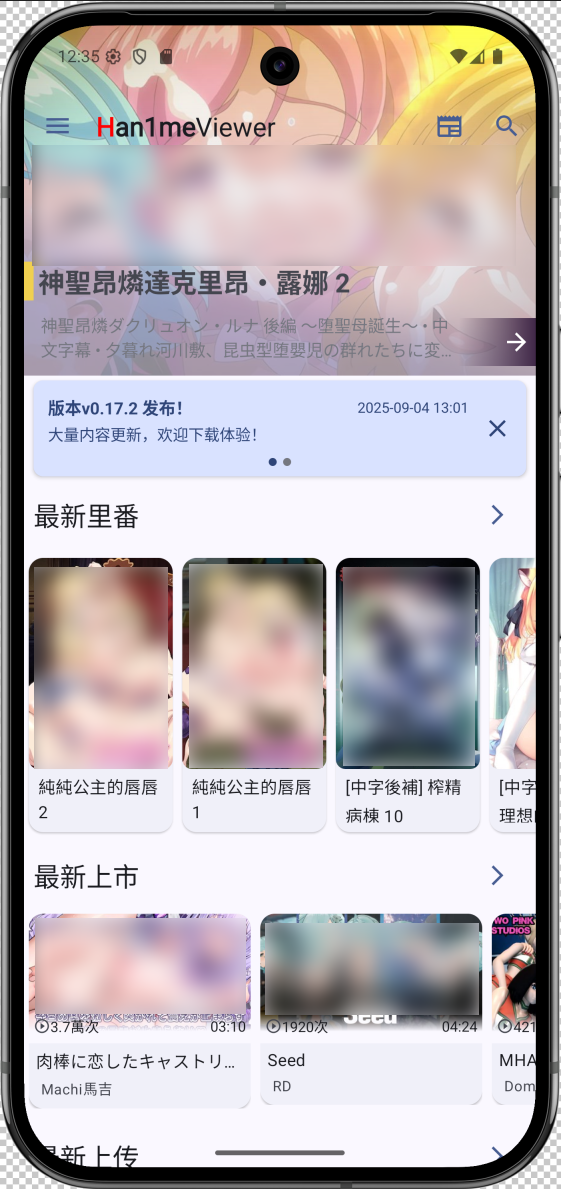 12:35
Han1meViewer
神聖昂燐達克里昂・露娜 2
神聖昂燐ダクリュオン・ルナ 後編 〜堕聖母誕生〜・中
文字幕・夕暮れ河川敷、昆虫型堕嬰児の群れたちに変…
版本v0.17.2 发布!
2025-09-04 13:01
大量内容更新，欢迎下载体验!
最新里番
純純公主的唇唇
2
純純公主的唇唇
1
[中字後補] 榨精
病棟 10
[中字
理想
最新上市
3.7萬次
03:10
Seed
1920次
04:24
WO PINK
STUDIOS
421
肉棒に恋したキャストリ...
Machi馬吉
Seed
RD
MHA
Dom
最新上传